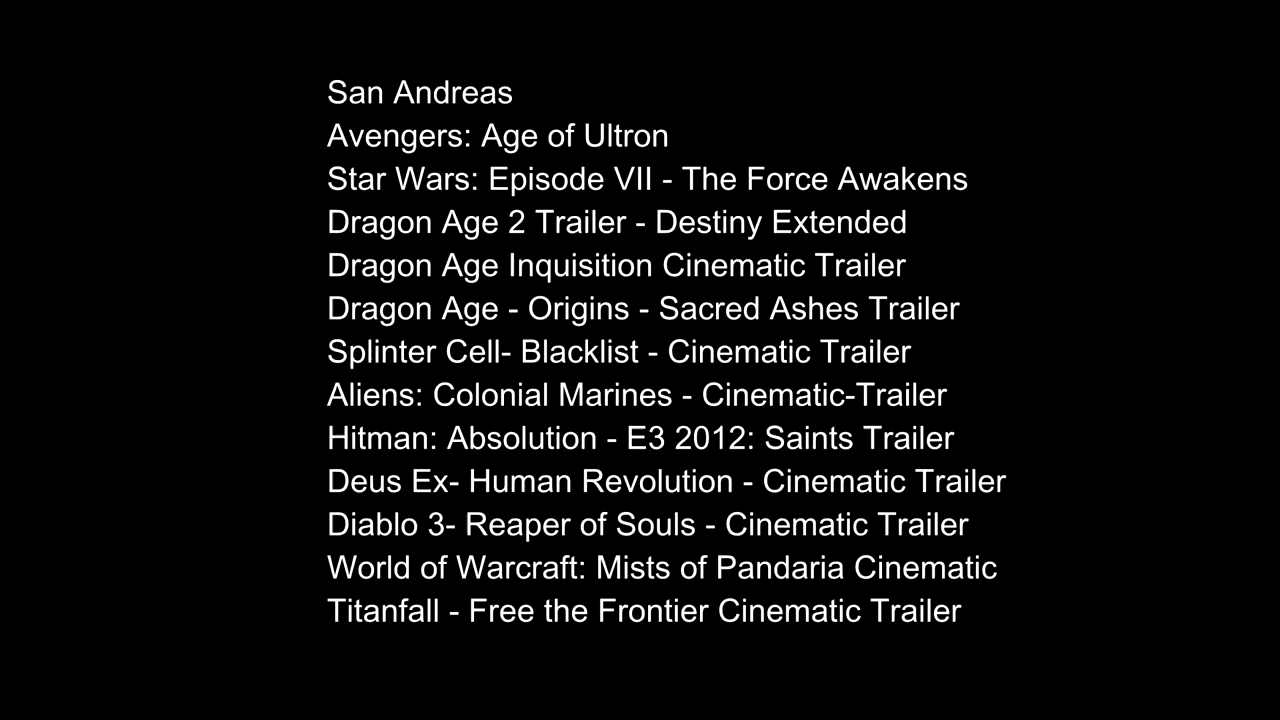 San Andreas
Avengers: Age of Ultron
Star Wars: Episode VII - The Force Awakens
Dragon Age 2 Trailer - Destiny Extended
Dragon Age Inquisition Cinematic Trailer
Dragon Age - Origins - Sacred Ashes Trailer
Splinter Cell- Blacklist - Cinematic Trailer
Aliens: Colonial Marines - Cinematic-Trailer
Hitman: Absolution - E3 2012: Saints Trailer
Deus Ex- Human Revolution - Cinematic Trailer
Diablo 3- Reaper of Souls - Cinematic Trailer
World of Warcraft: Mists of Pandaria Cinematic
Titanfall - Free the Frontier Cinematic Trailer